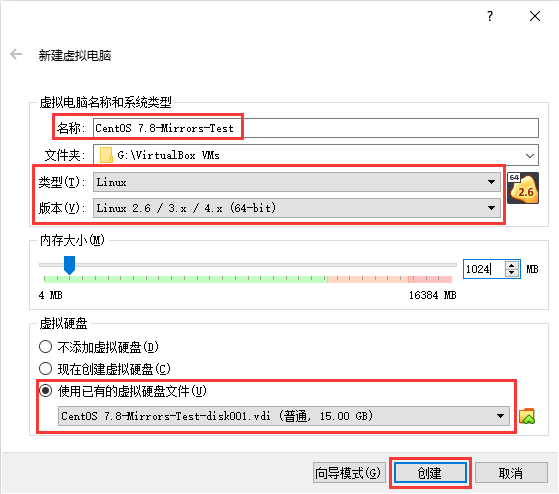 ?
新建虚拟电脑
虚拟电脑名称和系统类型
名称: CentOS 7.8-Mirrors-Test
文件夹: G:\VirtualBox VMs
类型(T): Linux
版本(V): Linux 2.6 / 3.x / 4.x (64-bit)
64
2.6
内存大小(M)
1024 MB
4 MB 16384 MB
虚拟硬盘
不添加虚拟硬盘(D)
现在创建虚拟硬盘(C)
使用已有的虚拟硬盘文件(U)
CentOS 7.8-Mirrors-Test-disk001.vdi (普通, 15.00 GB)
向导模式(G) 创建 取消